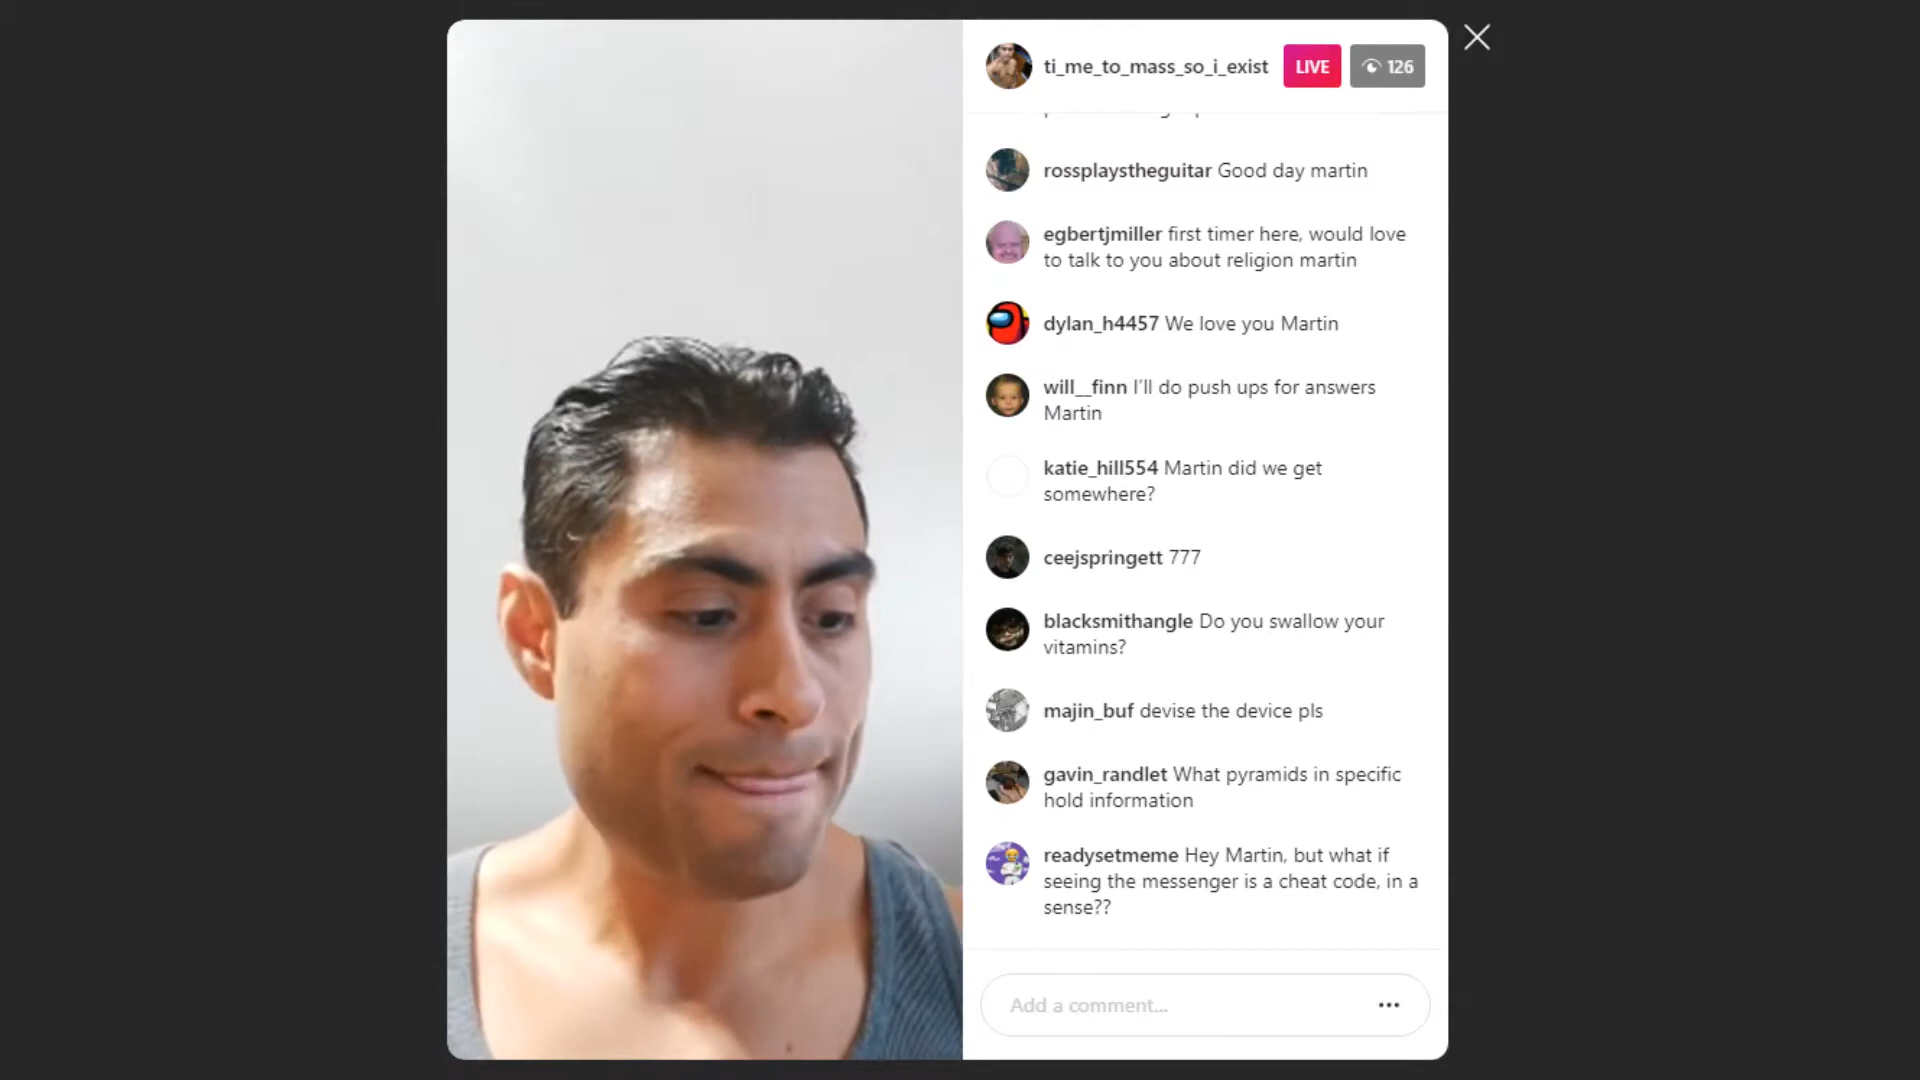 ti_me_to_mass_so_i_exist LIVE 126
rossplaystheguitar Good day martin
egbertjmiller first timer here, would love
to talk to you about religion martin
dylan_h4457 We love you Martin
will__finn I'll do push ups for answers
Martin
katie_hill554 Martin did we get
somewhere?
ceejspringett 777
blacksmithangle Do you swallow your
vitamins?
majin_buf devise the device pls
gavin_randlet What pyramids in specific
hold information
readysetmeme Hey Martin, but what if
seeing the messenger is a cheat code, in a
sense??
Add a comment...